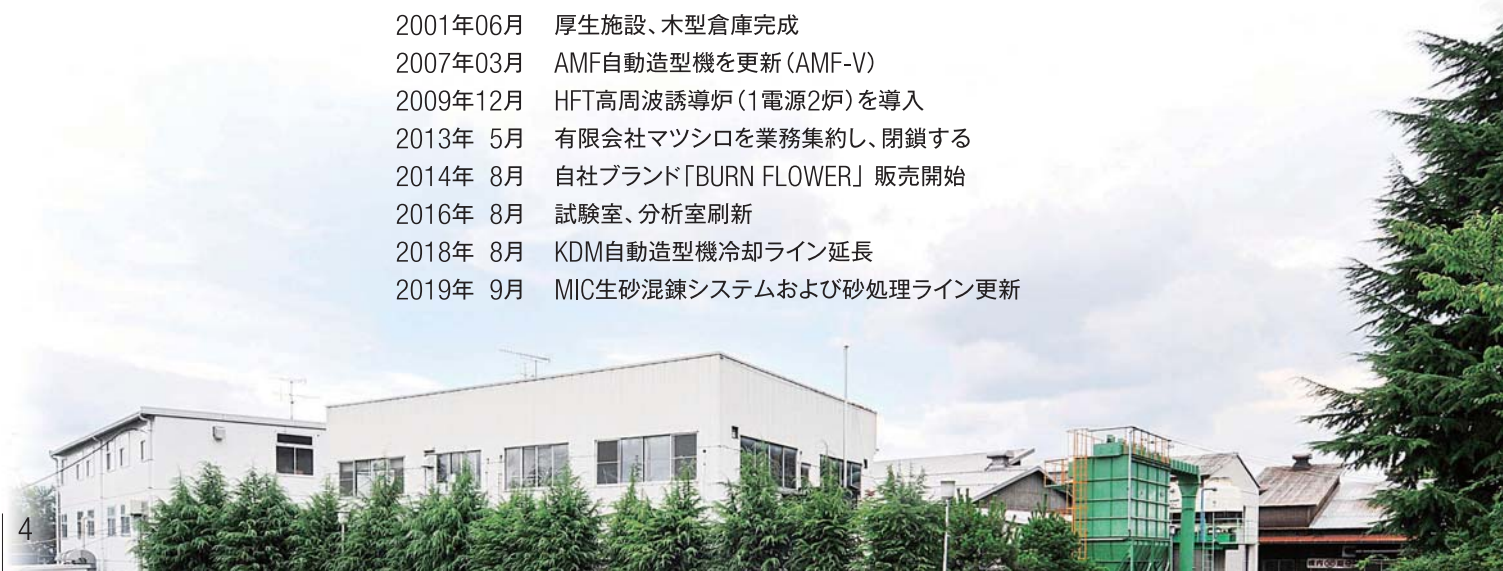 2001年06月 厚生施設、木型倉庫完成
2007年03月 AMF自動造型機を更新(AMF-V)
2009年12月 HFT高周波誘導炉(1電源2炉)を導入
2013年 5月 有限会社マツシロを業務集約し、閉鎖する
2014年 8月 自社ブランド「BURN FLOWER」 販売開始
2016年 8月 試験室、分析室刷新
2018年 8月 KDM自動造型機冷却ライン延長
2019年 9月 MIC生砂混錬システムおよび砂処理ライン更新
4